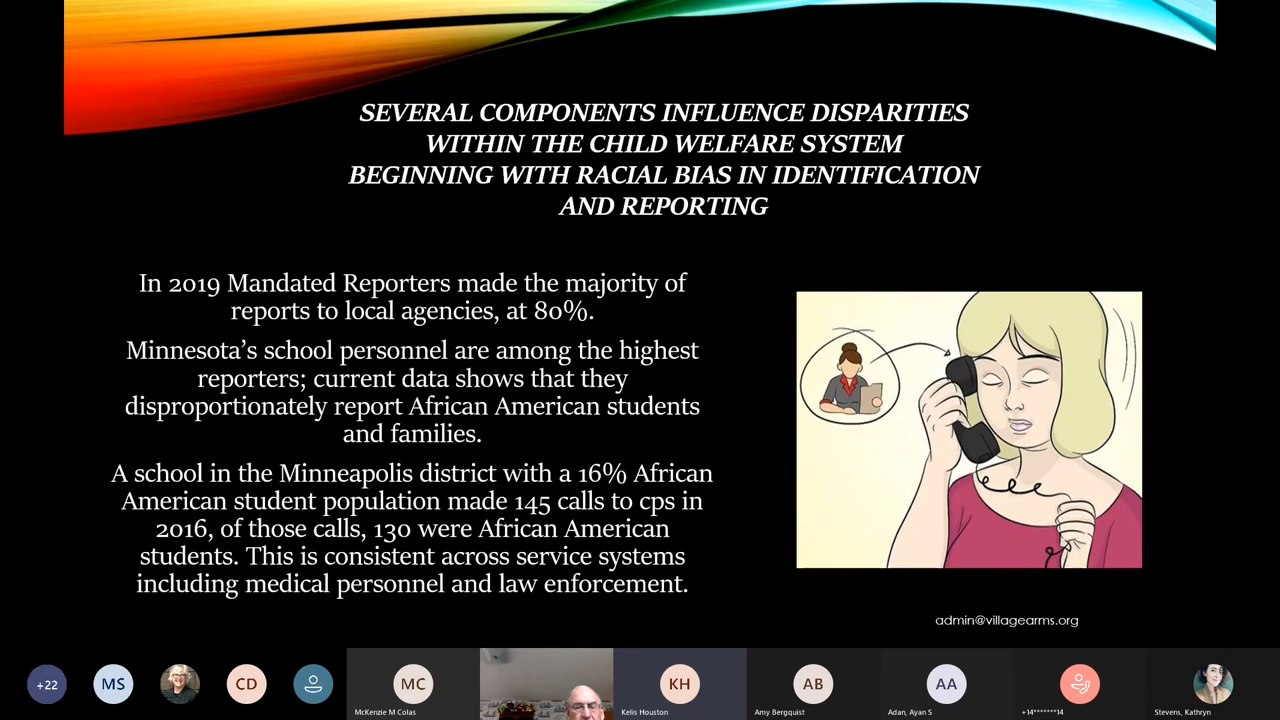 SEVERAL COMPONENTS INFLUENCE DISPARITIES
WITHIN THE CHILD WELFARE SYSTEM
BEGINNING WITH RACIAL BIAS IN IDENTIFICATION
AND REPORTING
In 2019 Mandated Reporters made the majority of
reports to local agencies, at 80%.
Minnesota’s school personnel are among the highest
reporters; current data shows that they
disproportionately report African American students
and families.
A school in the Minneapolis district with a 16% African
American student population made 145 calls to cps in
2016, of those calls, 130 were African American
students. This is consistent across service systems
including medical personnel and law enforcement.
admin@villagearms.org
+22
MS
CD
MC
KH
AB
AA
McKenzie M Colas
Kelis Houston
Amy Bergquist
Adan, Ayan S
+14*******14
Stevens, Kathryn